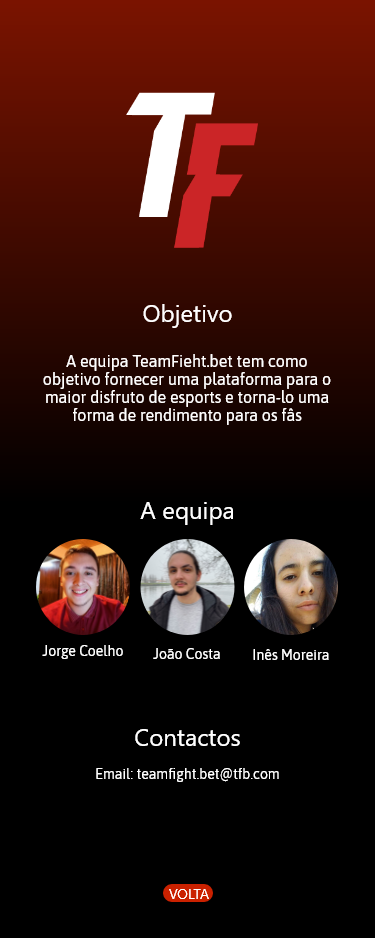 TF
Objetivo
A equipa TeamFieht.bet tem como
objetivo fornecer uma plataforma para o
maior disfruto de esports e torna-lo uma
forma de rendimento para os fâs
A equipa
Jorge Coelho
João Costa
Inês Moreira
Contactos
Email: teamfight.bet@tfb.com
VOLTA